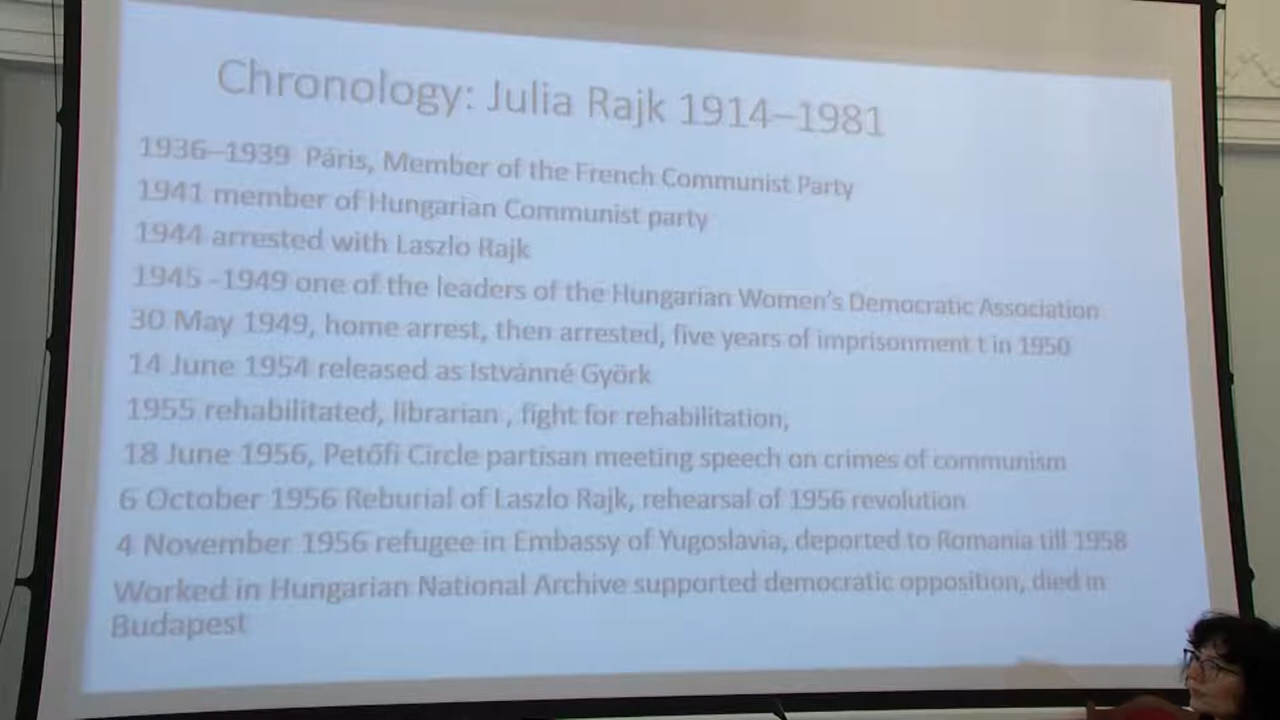 Chronology: Julia Rajk 1914–1981
1936–1939 Páris, Member of the French Communist Party
1941 member of Hungarian Communist party
1944 arrested with Laszlo Rajk
1945 -1949 one of the leaders of the Hungarian Women's Democratic Association
30 May 1949, home arrest, then arrested, five years of imprisonment t in 1950
14 June 1954 released as Istvánné Györk
1955 rehabilitated, librarian , fight for rehabilitation,
18 June 1956, Petőfi Circle partisan meeting speech on crimes of communism
6 October 1956 Reburial of Laszlo Rajk, rehearsal of 1956 revolution
4 November 1956 refugee in Embassy of Yugoslavia, deported to Romania till 1958
Worked in Hungarian National Archive supported democratic opposition, died in
Budapest